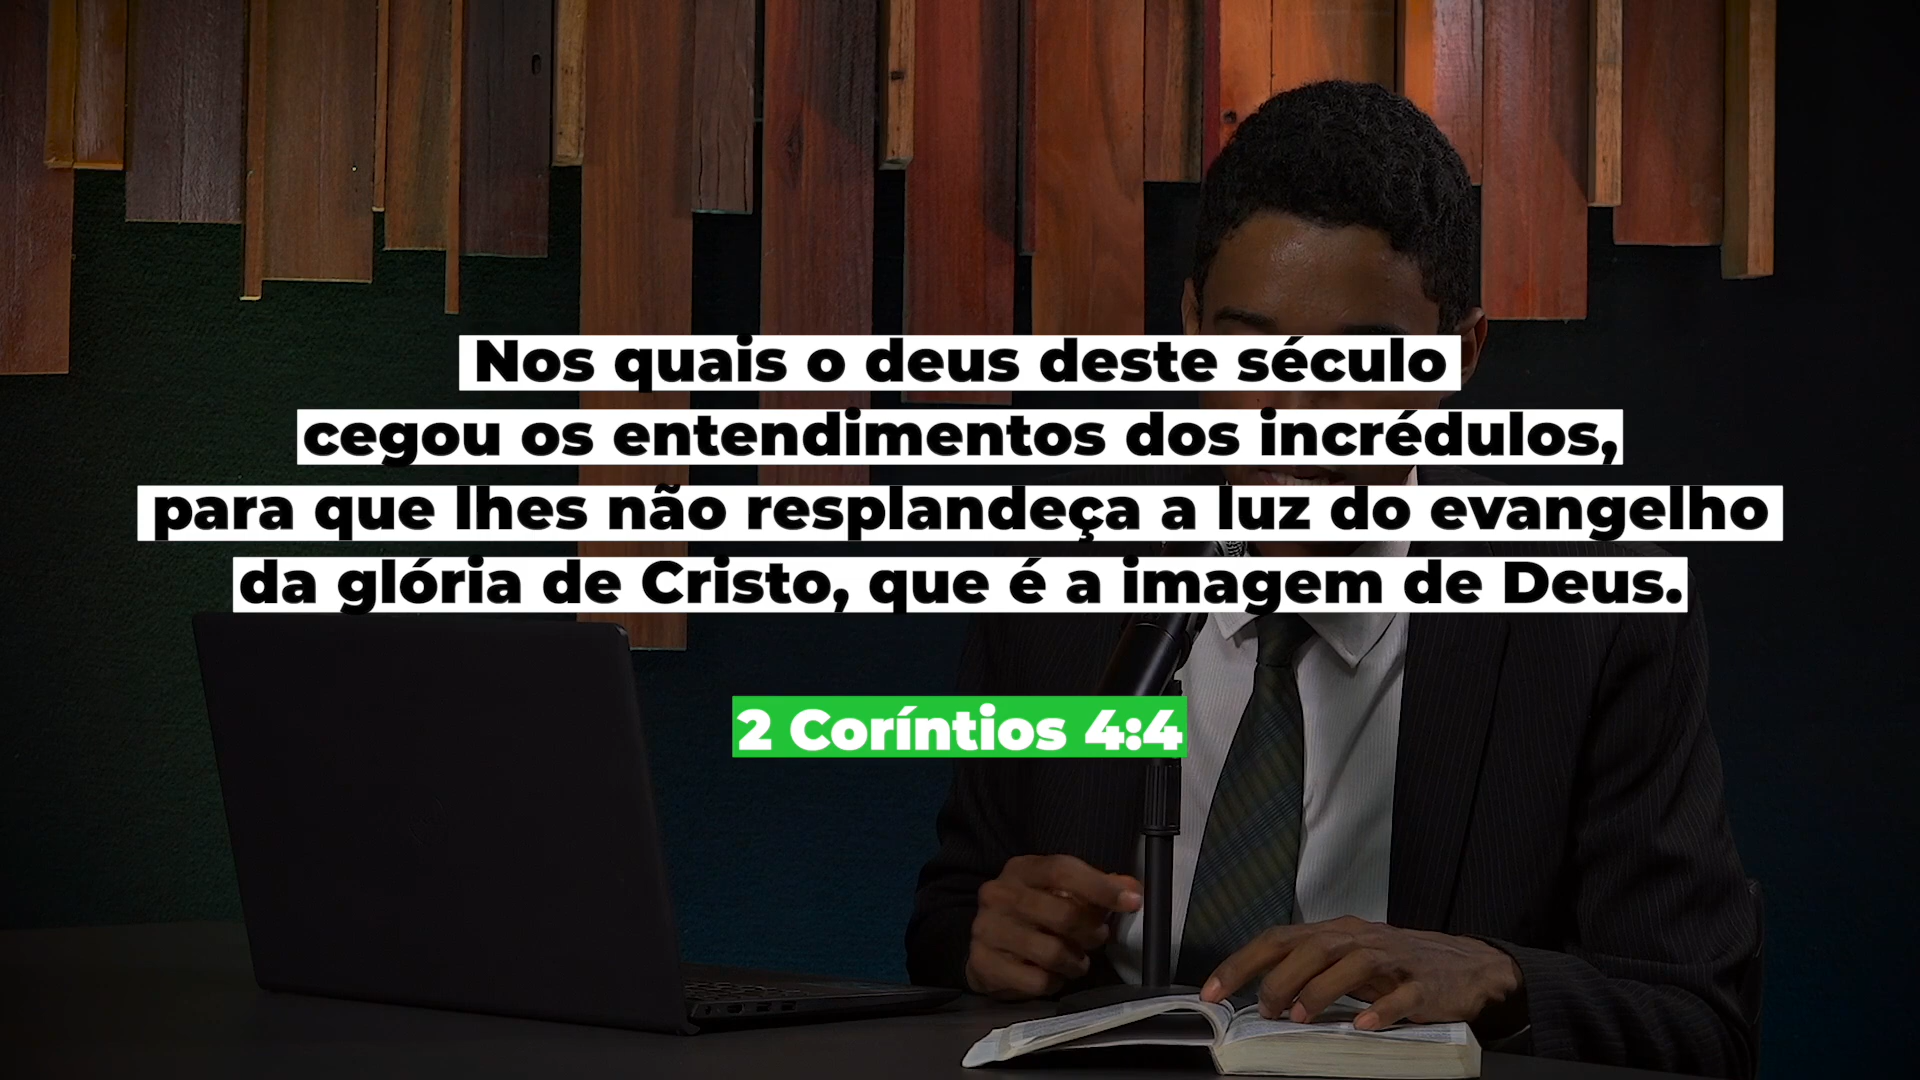 Nos quais o deus deste século
cegou os entendimentos dos incrédulos,
para que lhes não resplandeça a luz do evangelho
da glória de Cristo, que é a imagem de Deus.
2 Coríntios 4:4